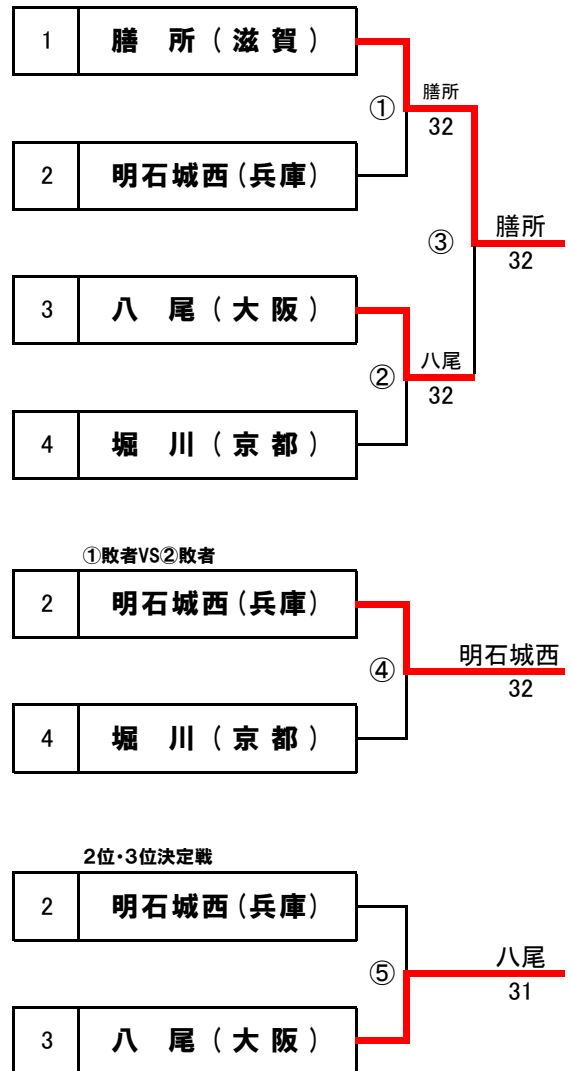 1 膳 所（滋 賀）
① 膳所
32
2 明石城西（兵庫）
③ 膳所
32
3 八 尾（大 阪）
② 八尾
32
4 堀 川（京 都）
①敗者VS②敗者
2 明石城西（兵庫）
④ 明石城西
32
4 堀 川（京 都）
2位・3位決定戦
2 明石城西（兵庫）
⑤ 八尾
31
3 八 尾（大 阪）